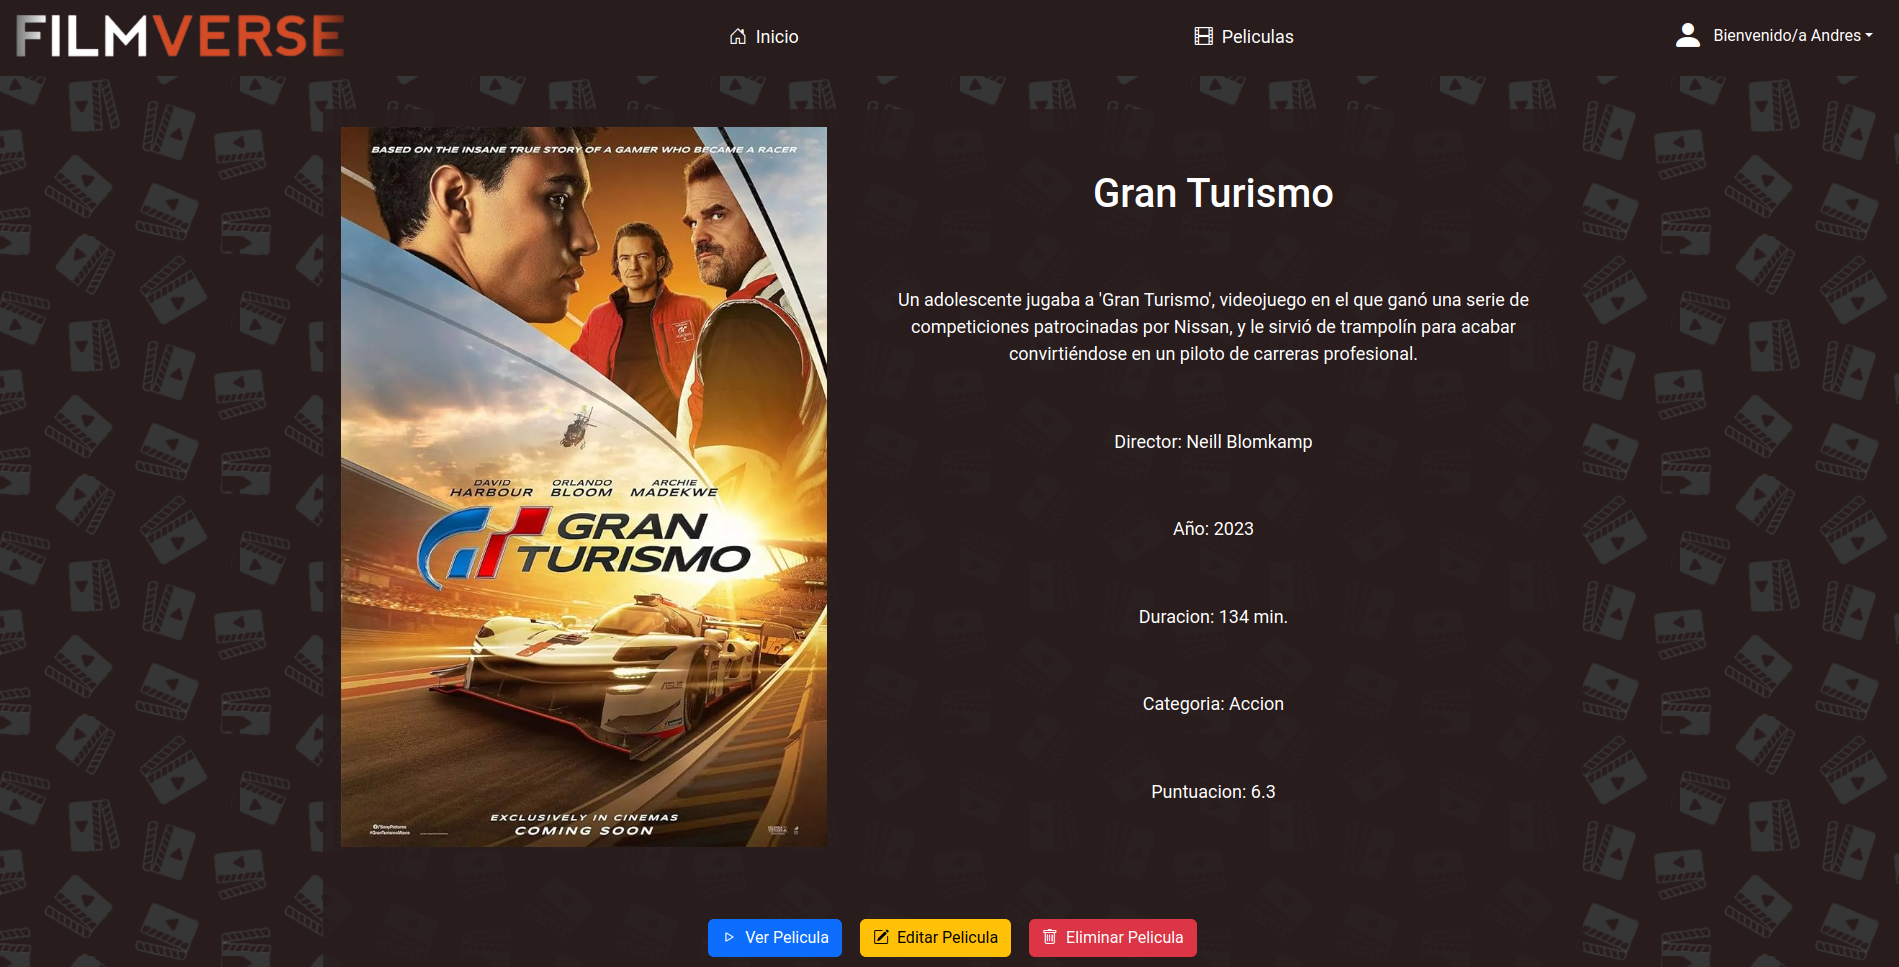 FILMVERSE
Inicio
Peliculas
Bienvenido/a Andres
BASED ON THE INSANE TRUE STORY OF A GAMER WHO BECAME A RACER
DAVID HARBOUR
ORLANDO BLOOM
ARCHIE MADEKWE
GRAN
TURISMO
ASUS
EXCLUSIVELY IN CINEMAS
COMING SOON
Gran Turismo
Un adolescente jugaba a 'Gran Turismo', videojuego en el que ganó una serie de
competiciones patrocinadas por Nissan, y le sirvió de trampolín para acabar
convirtiéndose en un piloto de carreras profesional.
Director: Neill Blomkamp
Año: 2023
Duracion: 134 min.
Categoria: Accion
Puntuacion: 6.3
Ver Pelicula
Editar Pelicula
Eliminar Pelicula